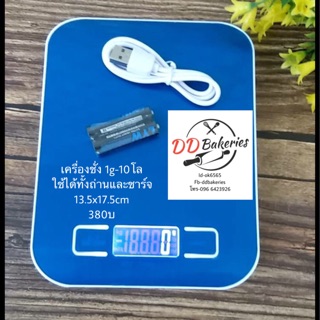 DD Bakeries
Id-ok6565
Fb-ddbakeries
โทร-096 6423926
เครื่องชั่ง 1g-10 โล
ใช้ได้ทั้งถ่านและชาร์จ
13.5x17.5cm
380บ